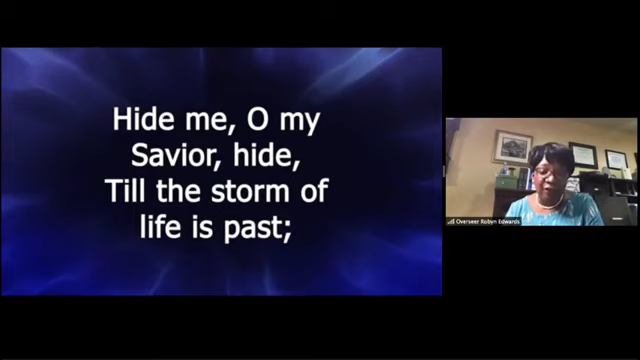 Hide me, O my
Savior, hide,
Till the storm of
life is past;
Overseer Robyn Edwards